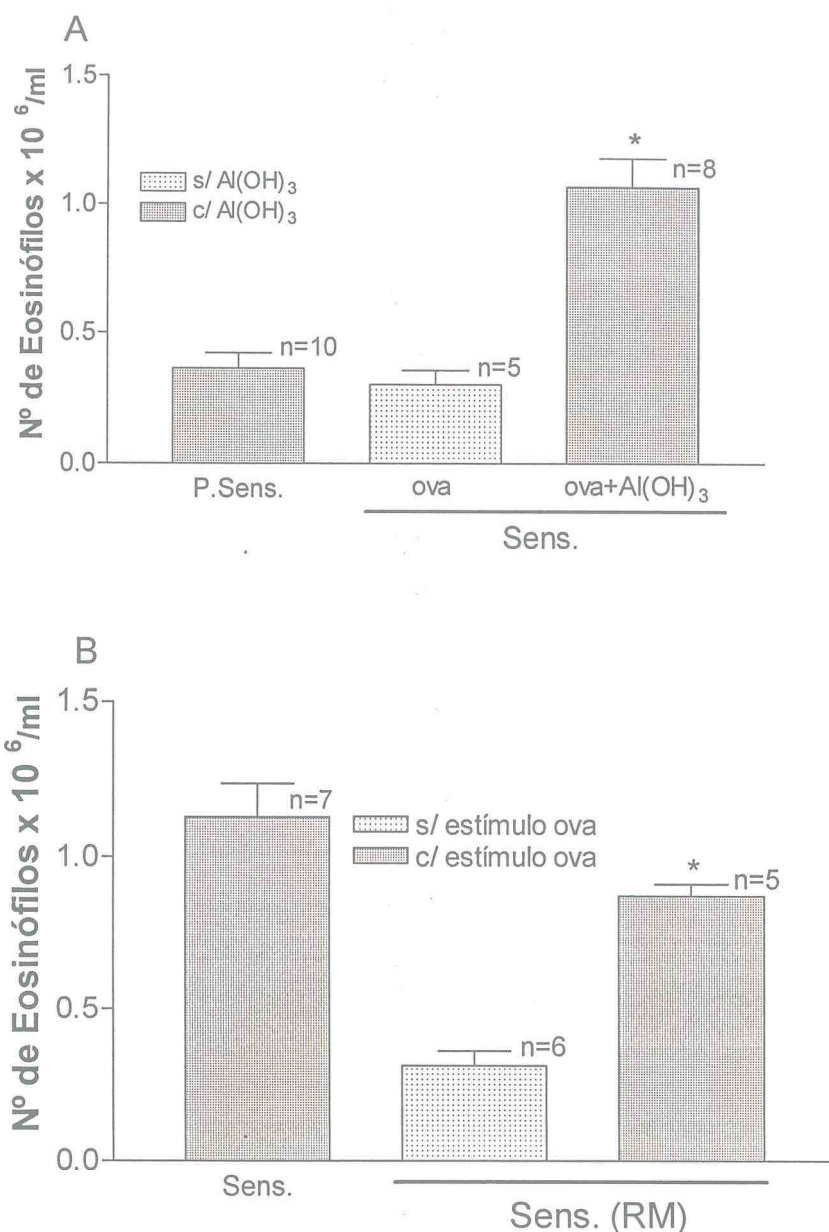 A
Nº de Eosinófilos x 10 ⁶/ml
1.5
1.0
0.5
0.0
s/ Al(OH)₃
c/ Al(OH)₃
n=10
n=5
*
n=8
P.Sens.
ova
ova+Al(OH)₃
Sens.
B
Nº de Eosinófilos x 10 ⁶/ml
1.5
1.0
0.5
0.0
n=7
s/ estímulo ova
c/ estímulo ova
n=6
*
n=5
Sens.
Sens. (RM)